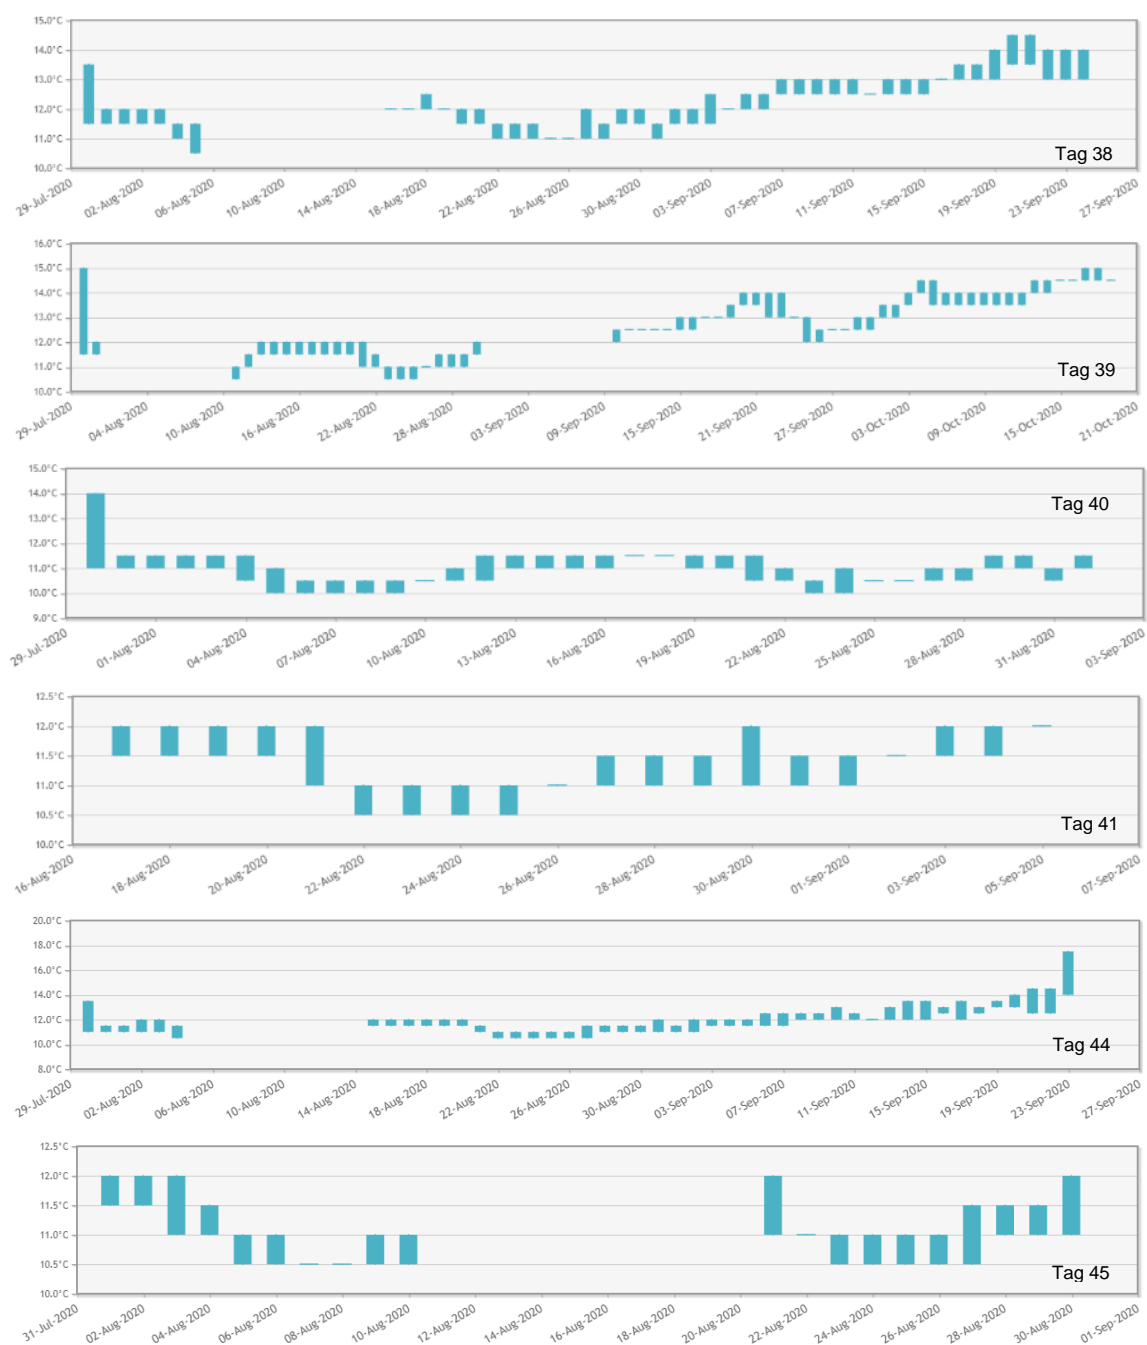 15.0°C
14.0°C
13.0°C
12.0°C
11.0°C
10.0°C
Tag 38
29-Jul-2020 02-Aug-2020 06-Aug-2020 10-Aug-2020 14-Aug-2020 18-Aug-2020 22-Aug-2020 26-Aug-2020 30-Aug-2020 03-Sep-2020 07-Sep-2020 11-Sep-2020 15-Sep-2020 19-Sep-2020 23-Sep-2020 27-Sep-2020
16.0°C
15.0°C
14.0°C
13.0°C
12.0°C
11.0°C
10.0°C
Tag 39
29-Jul-2020 04-Aug-2020 10-Aug-2020 16-Aug-2020 22-Aug-2020 28-Aug-2020 03-Sep-2020 09-Sep-2020 15-Sep-2020 21-Sep-2020 27-Sep-2020 03-Oct-2020 09-Oct-2020 15-Oct-2020 21-Oct-2020
15.0°C
14.0°C
13.0°C
12.0°C
11.0°C
10.0°C
9.0°C
Tag 40
29-Jul-2020 01-Aug-2020 04-Aug-2020 07-Aug-2020 10-Aug-2020 13-Aug-2020 16-Aug-2020 19-Aug-2020 22-Aug-2020 25-Aug-2020 28-Aug-2020 31-Aug-2020 03-Sep-2020
12.5°C
12.0°C
11.5°C
11.0°C
10.5°C
10.0°C
Tag 41
16-Aug-2020 18-Aug-2020 20-Aug-2020 22-Aug-2020 24-Aug-2020 26-Aug-2020 28-Aug-2020 30-Aug-2020 01-Sep-2020 03-Sep-2020 05-Sep-2020 07-Sep-2020
20.0°C
18.0°C
16.0°C
14.0°C
12.0°C
10.0°C
8.0°C
Tag 44
29-Jul-2020 02-Aug-2020 06-Aug-2020 10-Aug-2020 14-Aug-2020 18-Aug-2020 22-Aug-2020 26-Aug-2020 30-Aug-2020 03-Sep-2020 07-Sep-2020 11-Sep-2020 15-Sep-2020 19-Sep-2020 23-Sep-2020 27-Sep-2020
12.5°C
12.0°C
11.5°C
11.0°C
10.5°C
10.0°C
Tag 45
31-Jul-2020 02-Aug-2020 04-Aug-2020 06-Aug-2020 08-Aug-2020 10-Aug-2020 12-Aug-2020 14-Aug-2020 16-Aug-2020 18-Aug-2020 20-Aug-2020 22-Aug-2020 24-Aug-2020 26-Aug-2020 28-Aug-2020 30-Aug-2020 01-Sep-2020